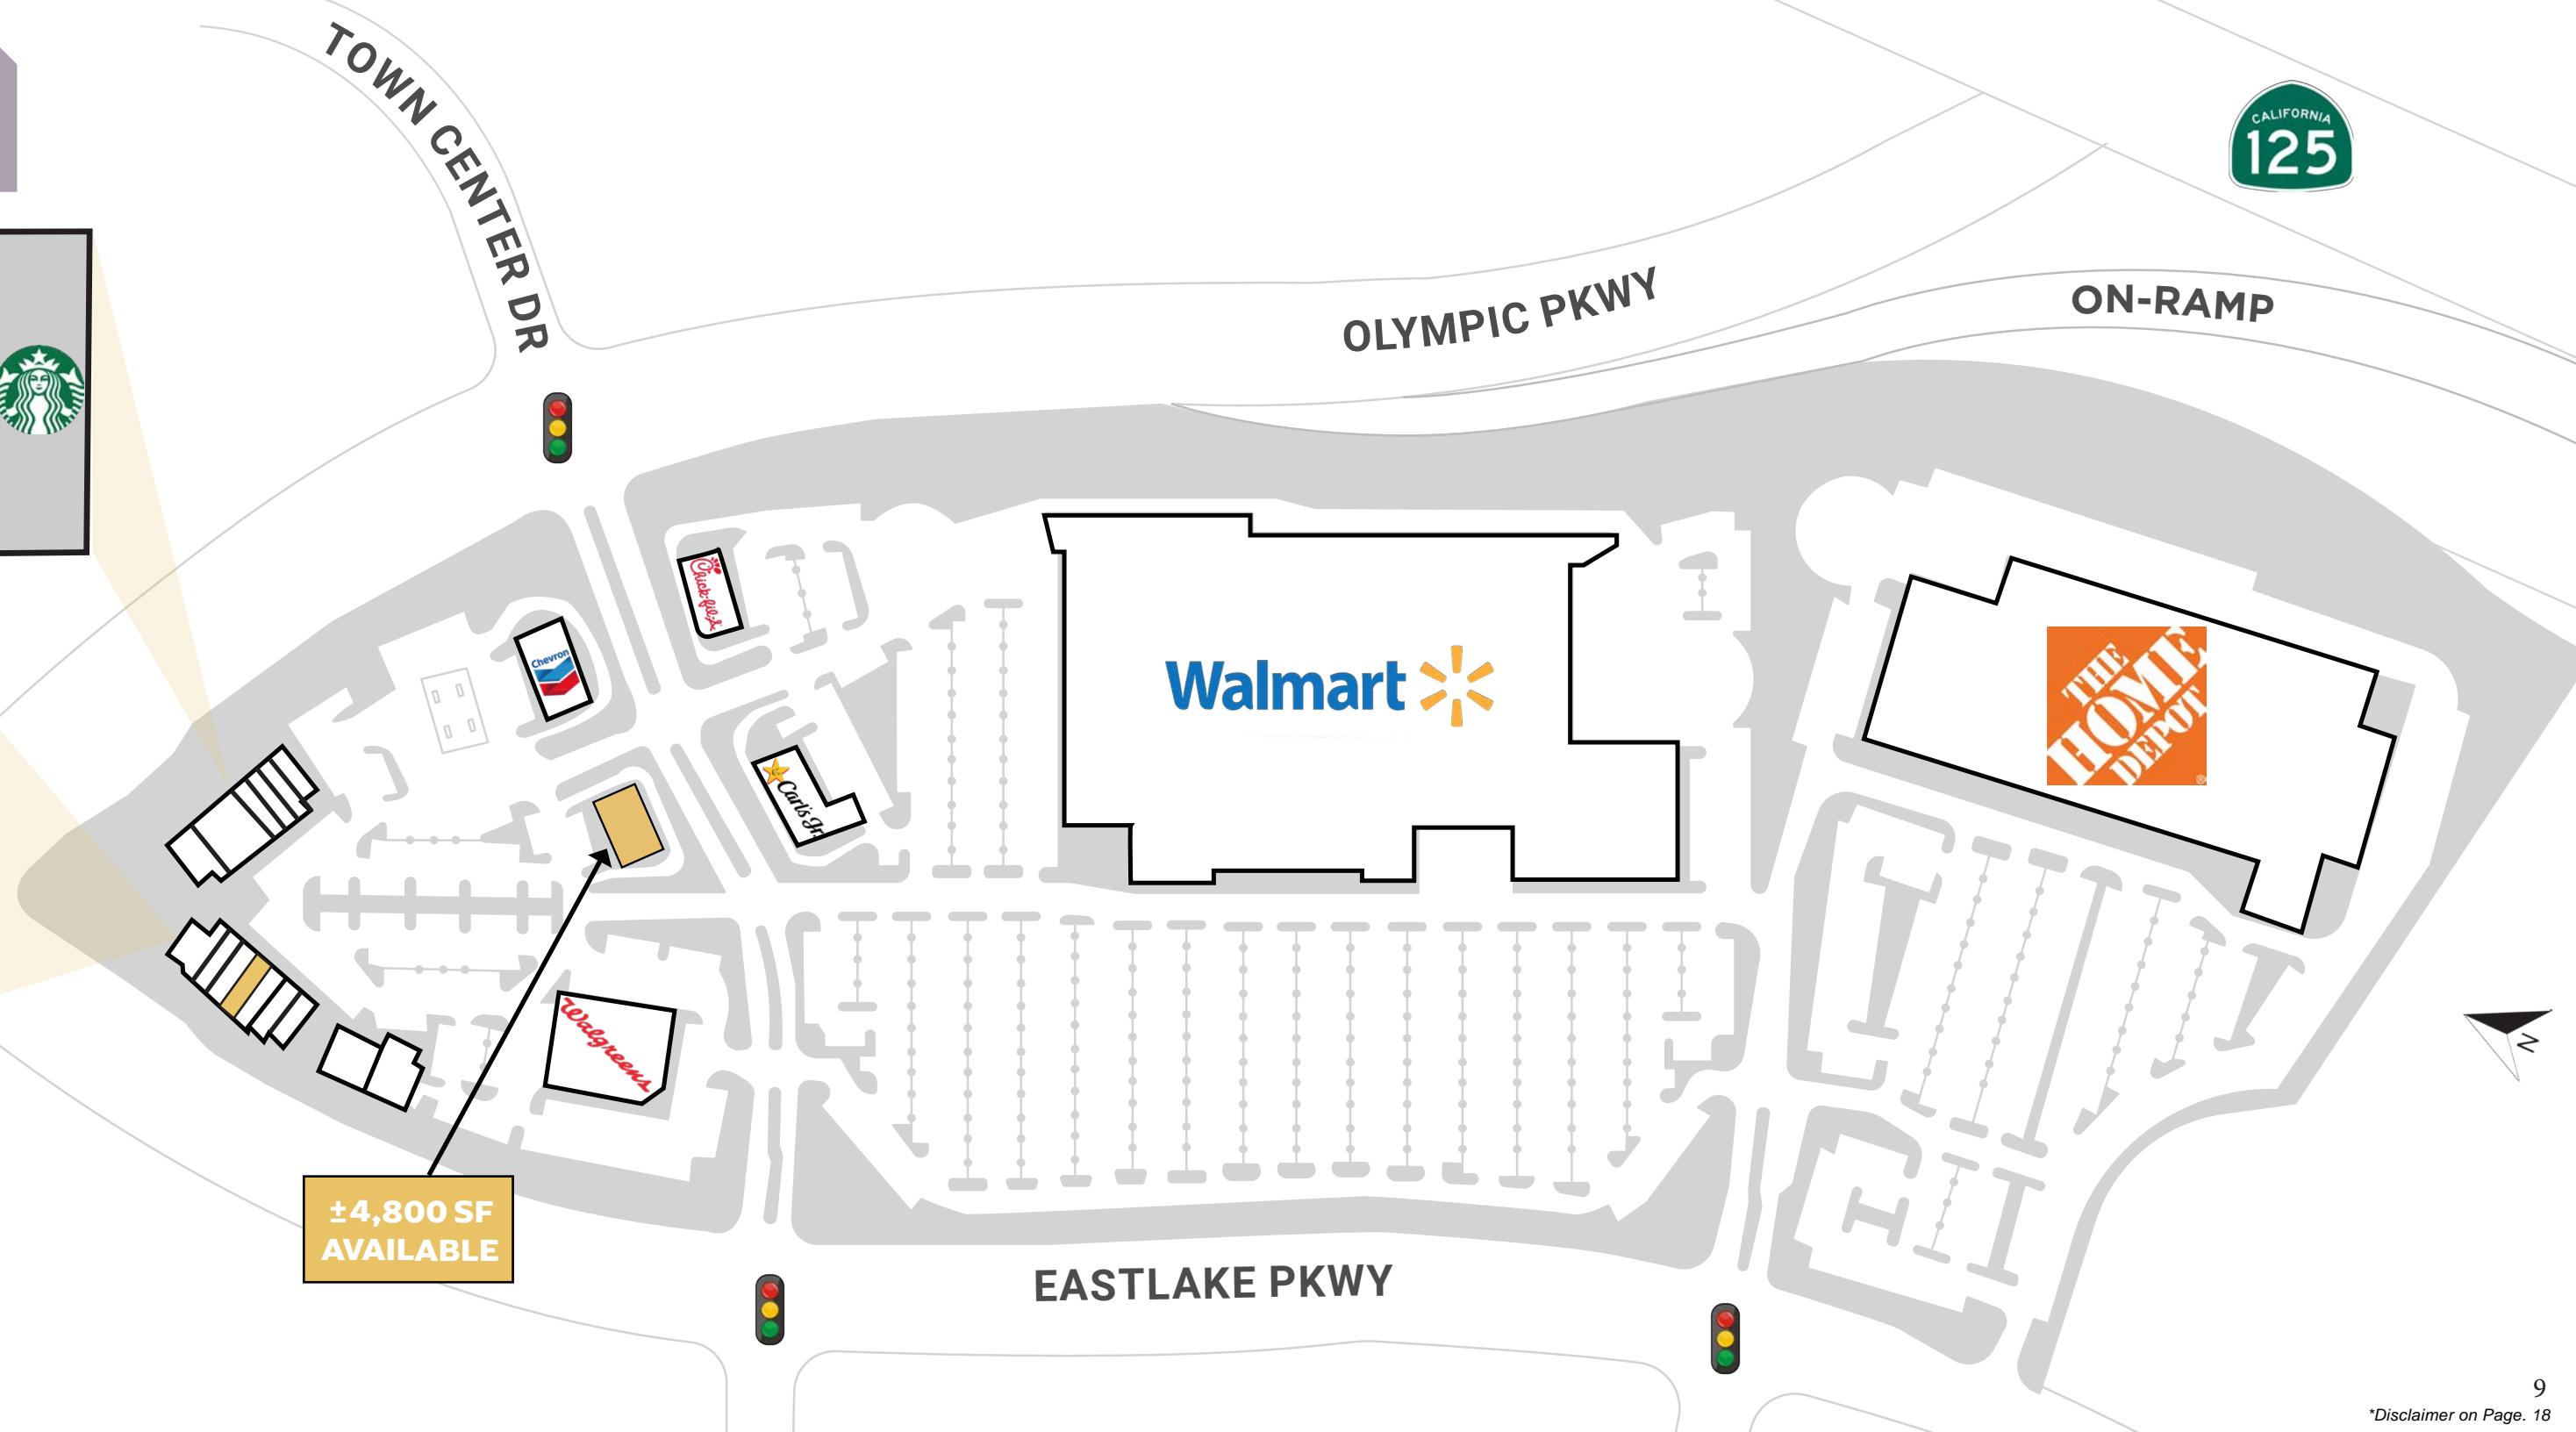 TOWN CENTER DR
CALIFORNIA
125
OLYMPIC PKWY
ON-RAMP
Chick-fil-A
Chevron
Walmart
THE
HOME
DEPOT
®
Carl's Jr.
Walgreens
N
±4,800 SF
AVAILABLE
EASTLAKE PKWY
9
*Disclaimer on Page. 18